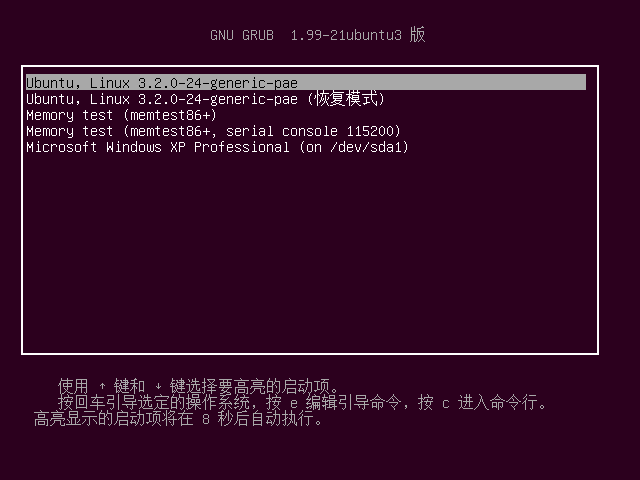 GNU GRUB 1.99-21ubuntu3 版
Ubuntu, Linux 3.2.0-24-generic-pae
Ubuntu, Linux 3.2.0-24-generic-pae (恢复模式)
Memory test (memtest86+)
Memory test (memtest86+, serial console 115200)
Microsoft Windows XP Professional (on /dev/sda1)
使用 ↑ 键和 ↓ 键选择要高亮的启动项。
按回车引导选定的操作系统, 按 e 编辑引导命令, 按 c 进入命令行。
高亮显示的启动项将在 8 秒后自动执行。